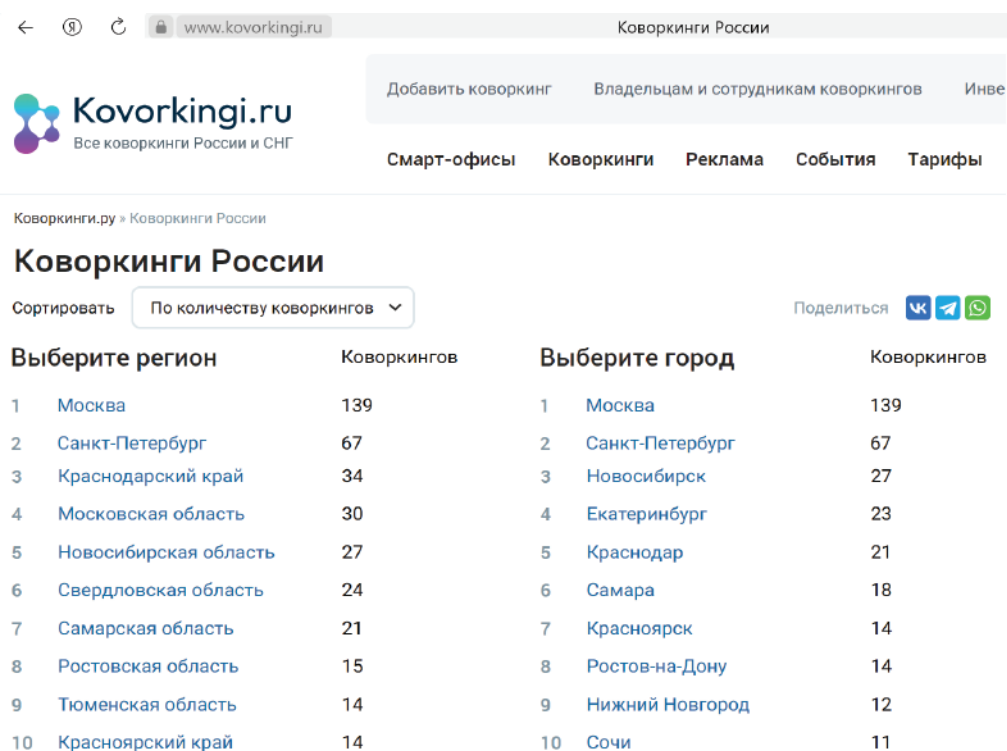 www.kovorkingi.ru Коворкинги России
Добавить коворкинг Владельцам и сотрудникам коворкингов Инве
Kovorkingi.ru
Все коворкинги России и СНГ
Смарт-офисы Коворкинги Реклама События Тарифы
Коворкинги.ру » Коворкинги России
Коворкинги России
Сортировать По количеству коворкингов Поделиться
Выберите регион Коворкингов Выберите город Коворкингов
1 Москва 139 1 Москва 139
2 Санкт-Петербург 67 2 Санкт-Петербург 67
3 Краснодарский край 34 3 Новосибирск 27
4 Московская область 30 4 Екатеринбург 23
5 Новосибирская область 27 5 Краснодар 21
6 Свердловская область 24 6 Самара 18
7 Самарская область 21 7 Красноярск 14
8 Ростовская область 15 8 Ростов-на-Дону 14
9 Тюменская область 14 9 Нижний Новгород 12
10 Красноярский край 14 10 Сочи 11